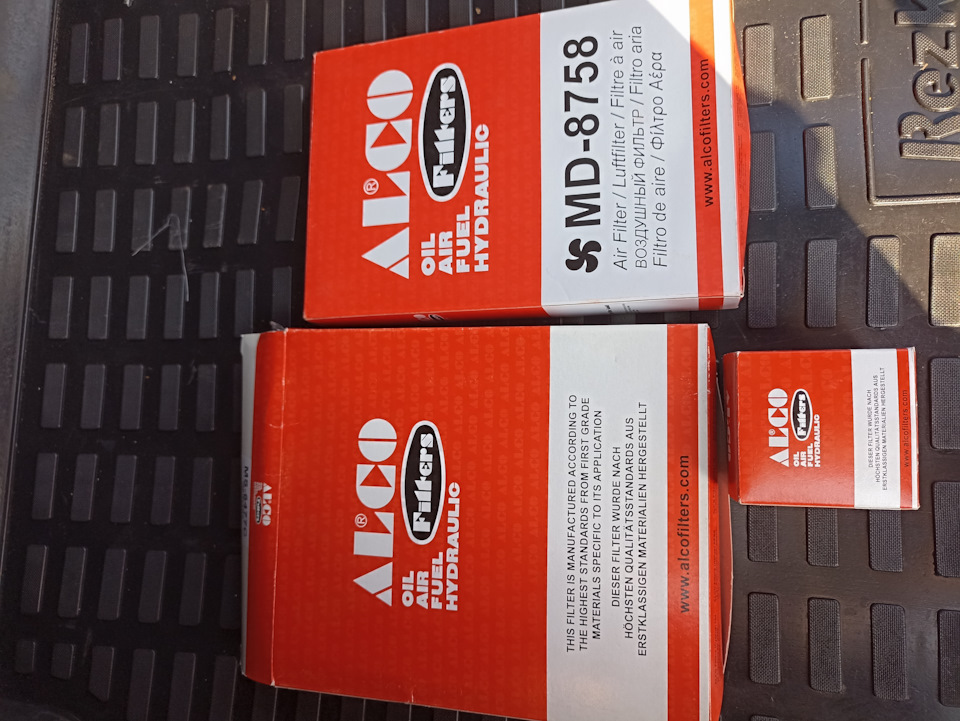 ALCO®
Filters
OIL
AIR
FUEL
HYDRAULIC
MD-8758
Air Filter / Luftfilter / Filtre à air
ВОЗДУШНЫЙ ФИЛЬТР / Filtro aria
Filtro de aire / Φίλτρο Αέρα
www.alcofilters.com
ALCO
ALCO®
Filters
OIL
AIR
FUEL
HYDRAULIC
THIS FILTER IS MANUFACTURED ACCORDING TO
THE HIGHEST STANDARDS FROM FIRST GRADE
MATERIALS SPECIFIC TO ITS APPLICATION
DIESER FILTER WURDE NACH
HÖCHSTEN QUALITÄTSSTANDARDS AUS
ERSTKLASSIGEN MATERIALIEN HERGESTELLT
www.alcofilters.com
ALCO®
Filters
OIL
AIR
FUEL
HYDRAULIC
DIESER FILTER WURDE NACH
HÖCHSTEN QUALITÄTSSTANDARDS AUS
ERSTKLASSIGEN MATERIALIEN HERGESTELLT
www.alcofilters.com